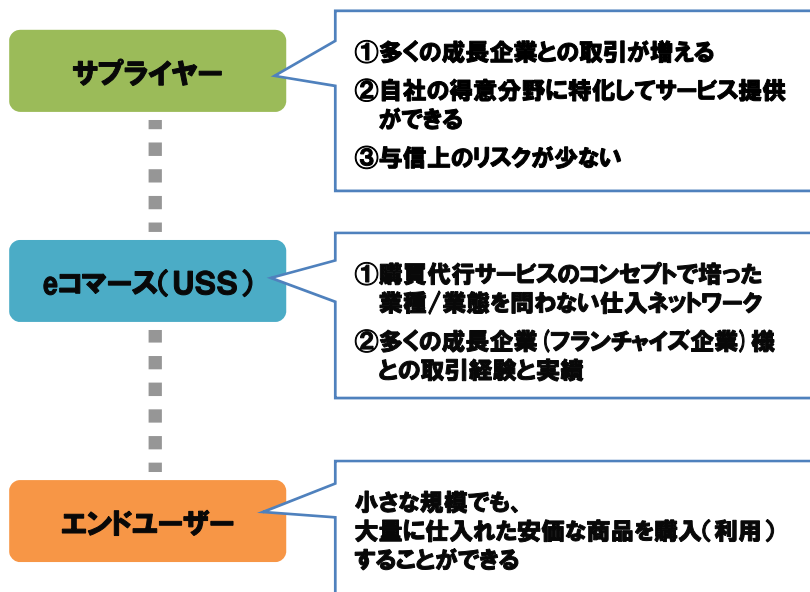 サプライヤー
①多くの成長企業との取引が増える
②自社の得意分野に特化してサービス提供
ができる
③与信上のリスクが少ない
eコマース(USS)
①購買代行サービスのコンセプトで培った
業種/業態を問わない仕入ネットワーク
②多くの成長企業(フランチャイズ企業)様
との取引経験と実績
エンドユーザー
小さな規模でも、
大量に仕入れた安価な商品を購入(利用)
することができる